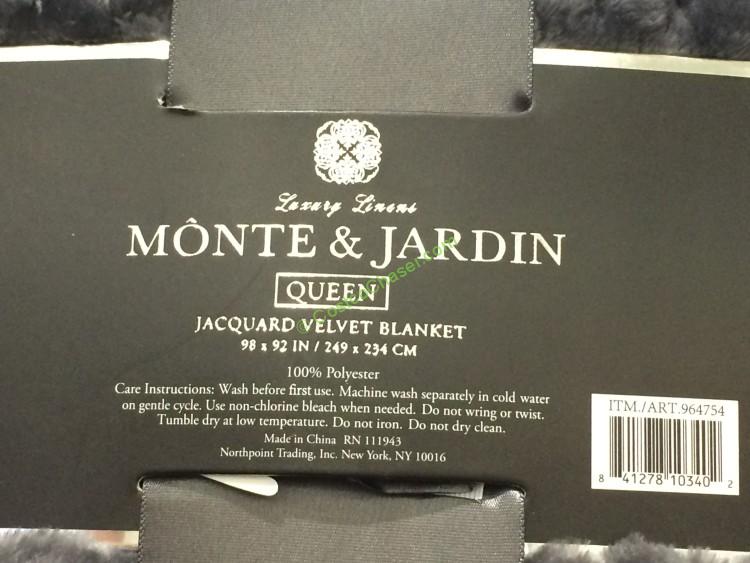 Luxury Linens
MÔNTE & JARDIN
QUEEN
© CostcoChaser.com
JACQUARD VELVET BLANKET
98 x 92 IN / 249 x 234 CM
100% Polyester
Care Instructions: Wash before first use. Machine wash separately in cold water
on gentle cycle. Use non-chlorine bleach when needed. Do not wring or twist.
Tumble dry at low temperature. Do not iron. Do not dry clean.
Made in China RN 111943
Northpoint Trading, Inc. New York, NY 10016
ITM./ART.964754
8 41278 10340 2